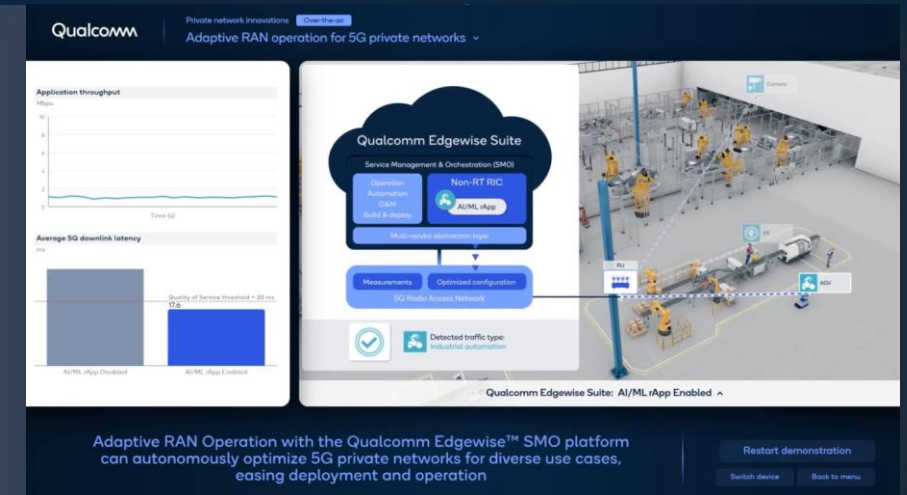 Qualcomm
Private network innovations
Over-the-air
Adaptive RAN operation for 5G private networks
Application throughput
Mbps
10
8
6
4
2
0
Time (s)
Average 5G downlink latency
ms
Quality of Service threshold = 20 ms
17.6
AI/ML rApp Disabled
AI/ML rApp Enabled
Qualcomm Edgewise Suite
Service Management & Orchestration (SMO)
Operation
Automation
O&M
Build & deploy
Non-RT RIC
AI/ML rApp
Multi-vendor abstraction layer
Measurements
Optimized configuration
5G Radio Access Network
Detected traffic type:
Industrial automation
Camera
RU
AGV
Qualcomm Edgewise Suite: AI/ML rApp Enabled
Adaptive RAN Operation with the Qualcomm Edgewise™ SMO platform
can autonomously optimize 5G private networks for diverse use cases,
easing deployment and operation
Restart demonstration
Switch device
Back to menu